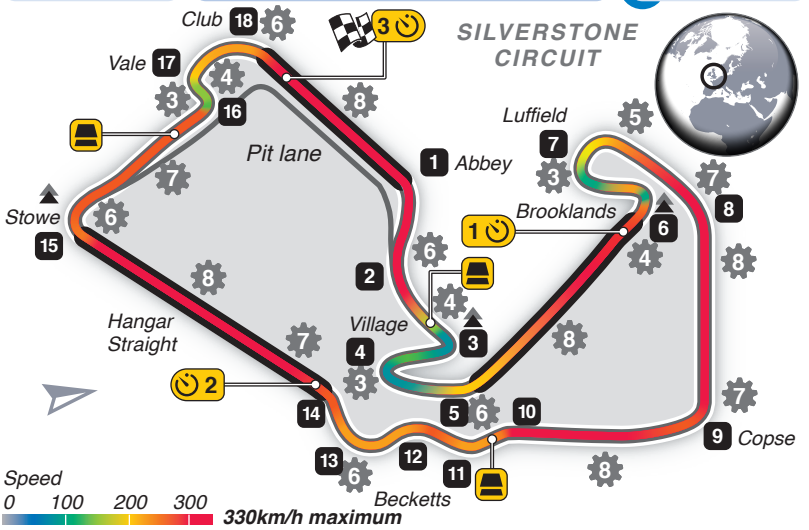 Club 18 6
3
SILVERSTONE
CIRCUIT
Vale 17
4
3
16
8
Luffield
5
7
3
Pit lane
1 Abbey
7
7
8
Stowe
6
15
Brooklands
1
6
4
6
2
8
8
4
Hangar
Straight
7
Village
4
3
3
8
2
14
5 6 10
7
9 Copse
13
6
12
11
Becketts
8
Speed
0 100 200 300
330km/h maximum